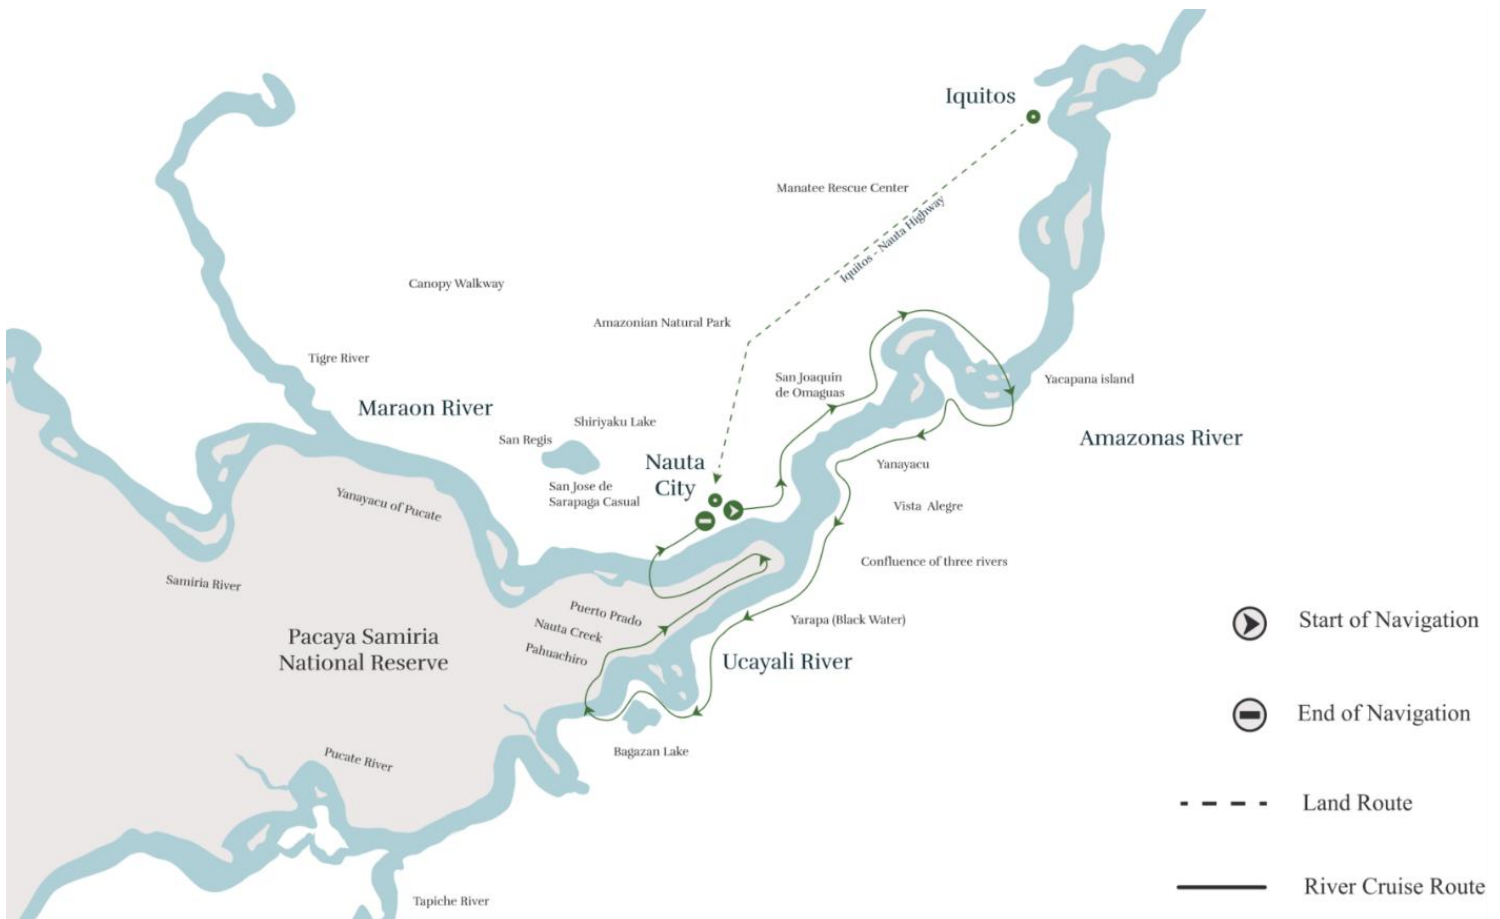 Iquitos
Manatee Rescue Center
Iquitos - Nauta Highway
Canopy Walkway
Amazonian Natural Park
Tigre River
San Joaquin
de Omaguas
Yacapana island
Maraon River
Shiriyaku Lake
San Regis
Amazonas River
Nauta
City
Yanayacu
San Jose de
Sarapaga Casual
Yanayacu of Pucate
Vista Alegre
Confluence of three rivers
Samiria River
Puerto Prado
Nauta Creek
Pahuachiro
Yarapa (Black Water)
Pacaya Samiria
National Reserve
Ucayali River
Bagazan Lake
Pucate River
Tapiche River
Start of Navigation
End of Navigation
Land Route
River Cruise Route